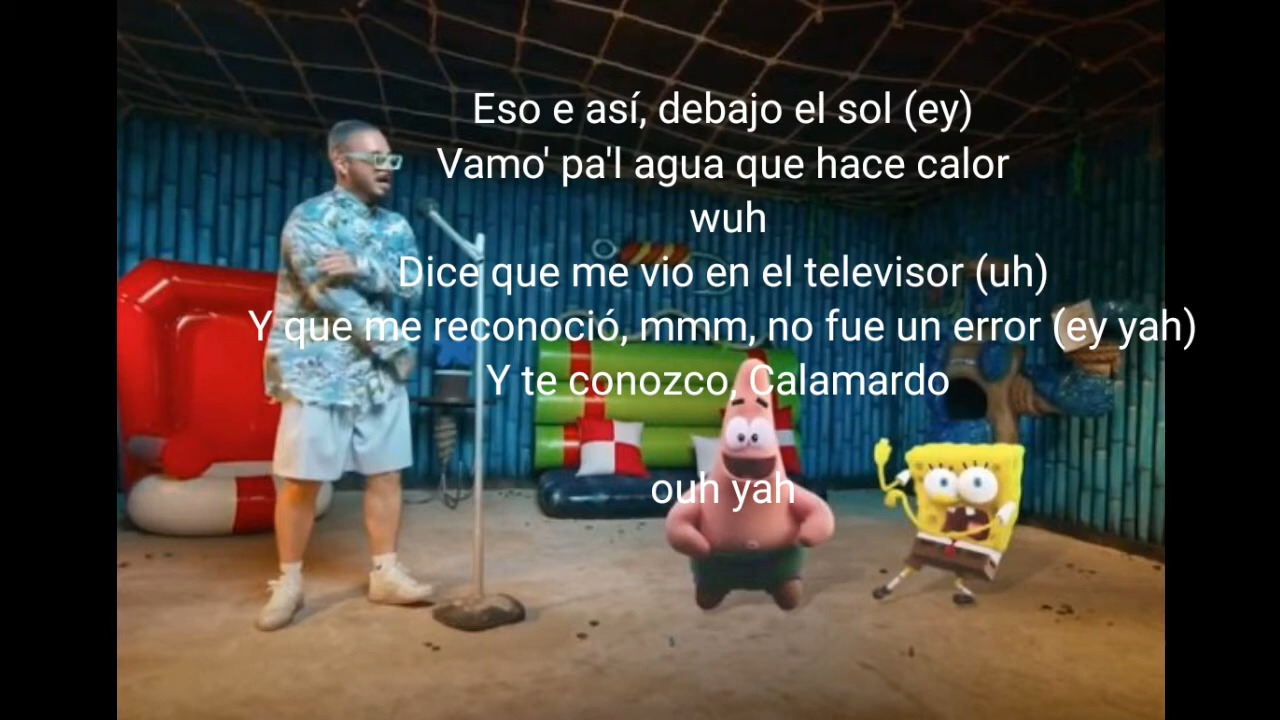 Eso e así, debajo el sol (ey)
Vamo' pa'l agua que hace calor
wuh
Dice que me vio en el televisor (uh)
Y que me reconoció, mmm, no fue un error (ey yah)
Y te conozco, Calamardo
ouh yah